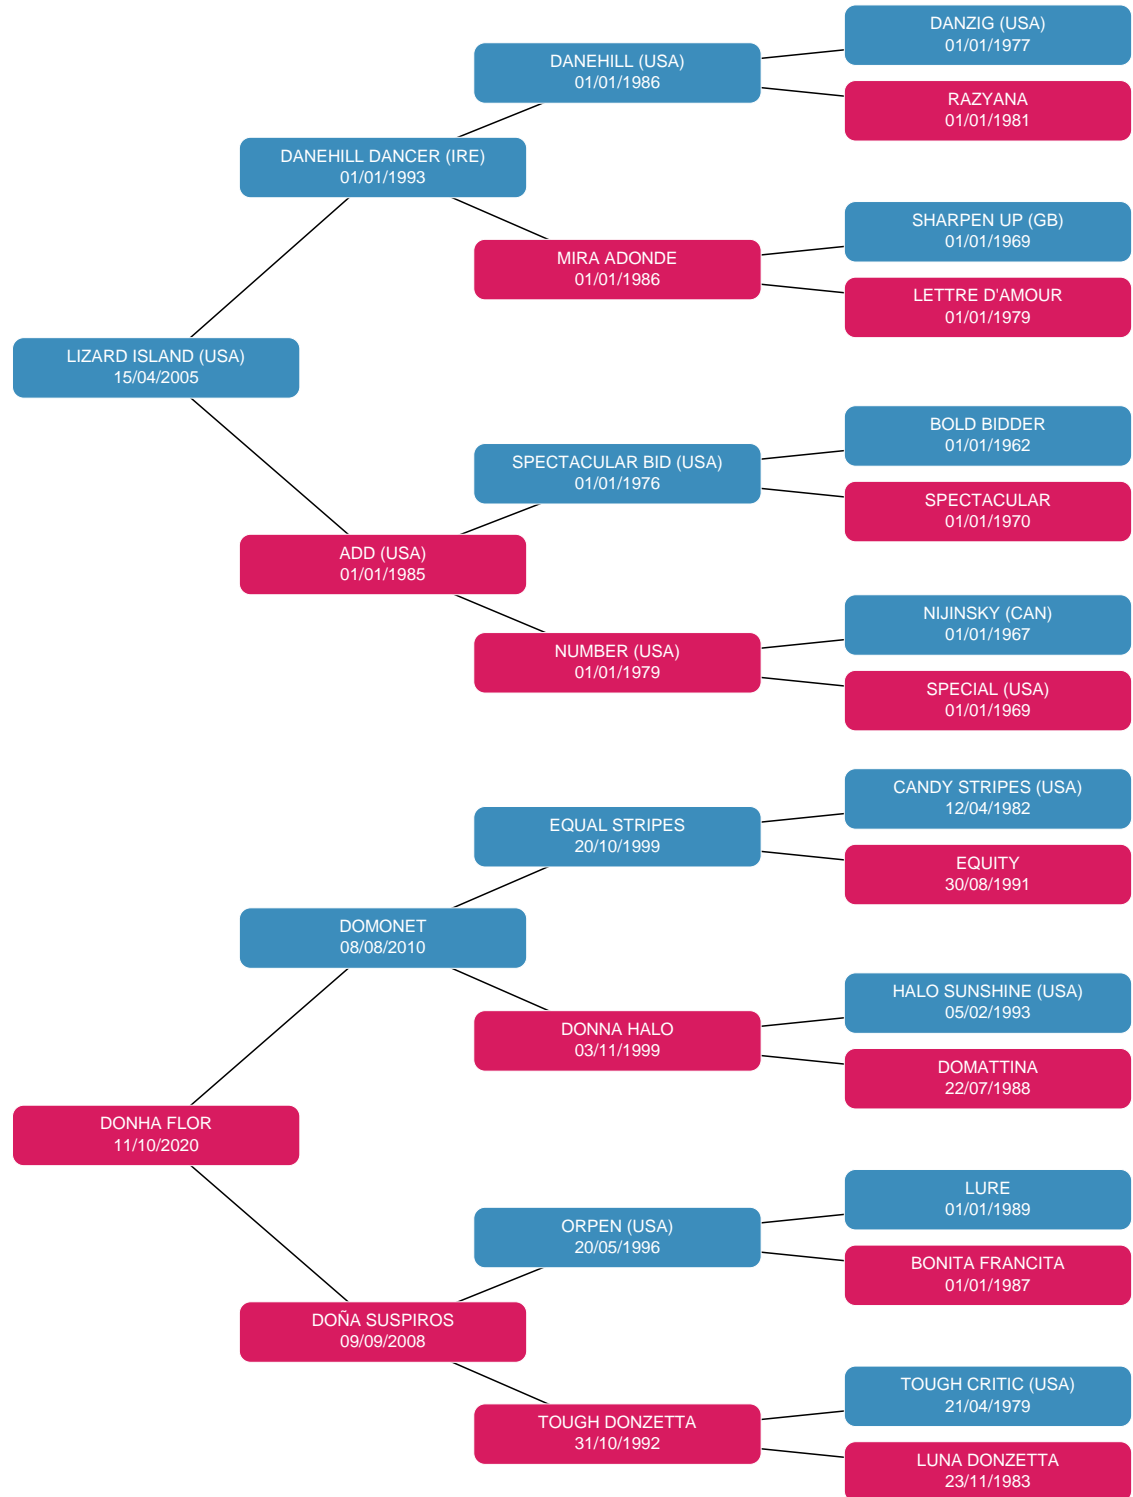 DANZIG (USA)
01/01/1977
DANEHILL (USA)
01/01/1986
RAZYANA
01/01/1981
DANEHILL DANCER (IRE)
01/01/1993
SHARPEN UP (GB)
01/01/1969
MIRA ADONDE
01/01/1986
LETTRE D'AMOUR
01/01/1979
LIZARD ISLAND (USA)
15/04/2005
BOLD BIDDER
01/01/1962
SPECTACULAR BID (USA)
01/01/1976
SPECTACULAR
01/01/1970
ADD (USA)
01/01/1985
NIJINSKY (CAN)
01/01/1967
NUMBER (USA)
01/01/1979
SPECIAL (USA)
01/01/1969
CANDY STRIPES (USA)
12/04/1982
EQUAL STRIPES
20/10/1999
EQUITY
30/08/1991
DOMONET
08/08/2010
HALO SUNSHINE (USA)
05/02/1993
DONNA HALO
03/11/1999
DOMATTINA
22/07/1988
DONHA FLOR
11/10/2020
LURE
01/01/1989
ORPEN (USA)
20/05/1996
BONITA FRANCITA
01/01/1987
DOÑA SUSPIROS
09/09/2008
TOUGH CRITIC (USA)
21/04/1979
TOUGH DONZETTA
31/10/1992
LUNA DONZETTA
23/11/1983